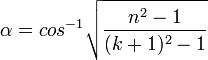 α = cos⁻¹ √((n² − 1) / ((k + 1)² − 1))